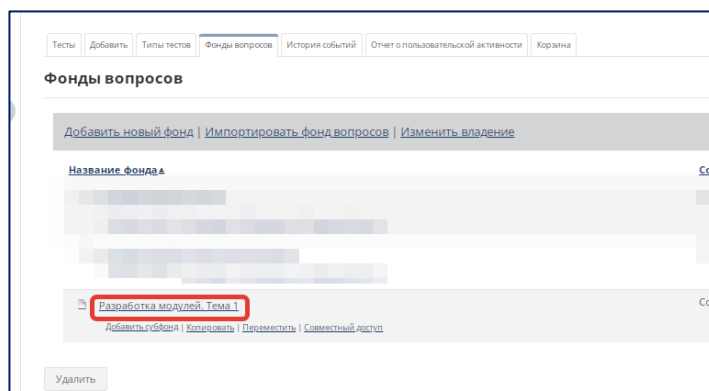 Тесты Добавить Типы тестов Фонды вопросов История событий Отчет о пользовательской активности Корзина
Фонды вопросов
Добавить новый фонд | Импортировать фонд вопросов | Изменить владение
Название фонда
Разработка модулей. Тема 1
Добавить субфонд | Копировать | Переместить | Совместный доступ
Удалить